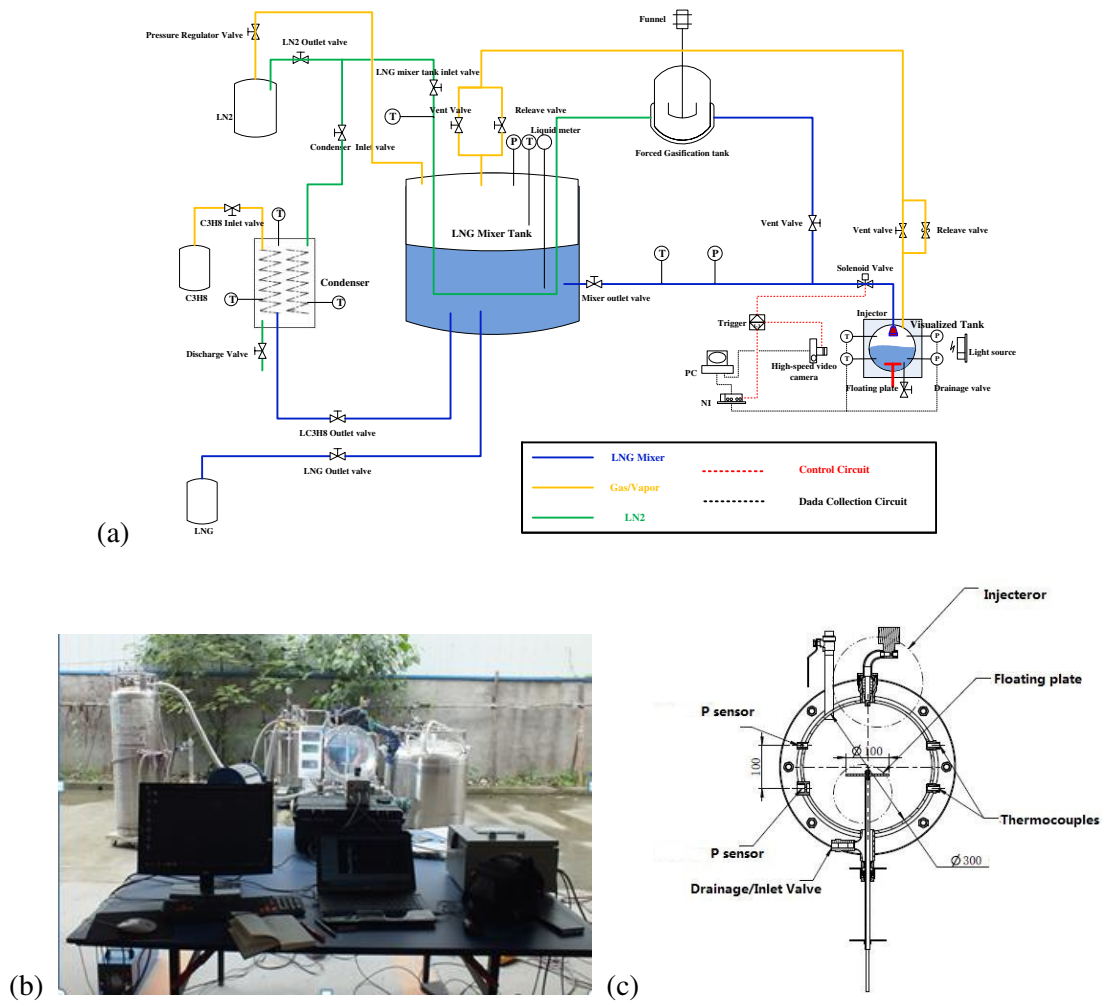 Funnel
Pressure Regulator Valve
LN2 Outlet valve
LNG mixer tank inlet valve
LN2
T
Vent Valve
Releave valve
Liquid meter
Condenser Inlet valve
P
T
Forced Gasification tank
C3H8 Inlet valve
T
LNG Mixer Tank
Vent Valve
Vent valve
Releave valve
C3H8
Condenser
T
P
Solenoid Valve
T
T
Mixer outlet valve
Injector
Visualized Tank
Trigger
T
P
Discharge Valve
PC
High-speed video
camera
T
P
Light source
Floating plate
Drainage valve
NI
LC3H8 Outlet valve
LNG Outlet valve
LNG Mixer
Control Circuit
Gas/Vapor
Dada Collection Circuit
LN2
LNG
(a)
Injecteror
Floating plate
P sensor
Ø100
100
Thermocouples
P sensor
Ø300
Drainage/Inlet Valve
(b)
(c)